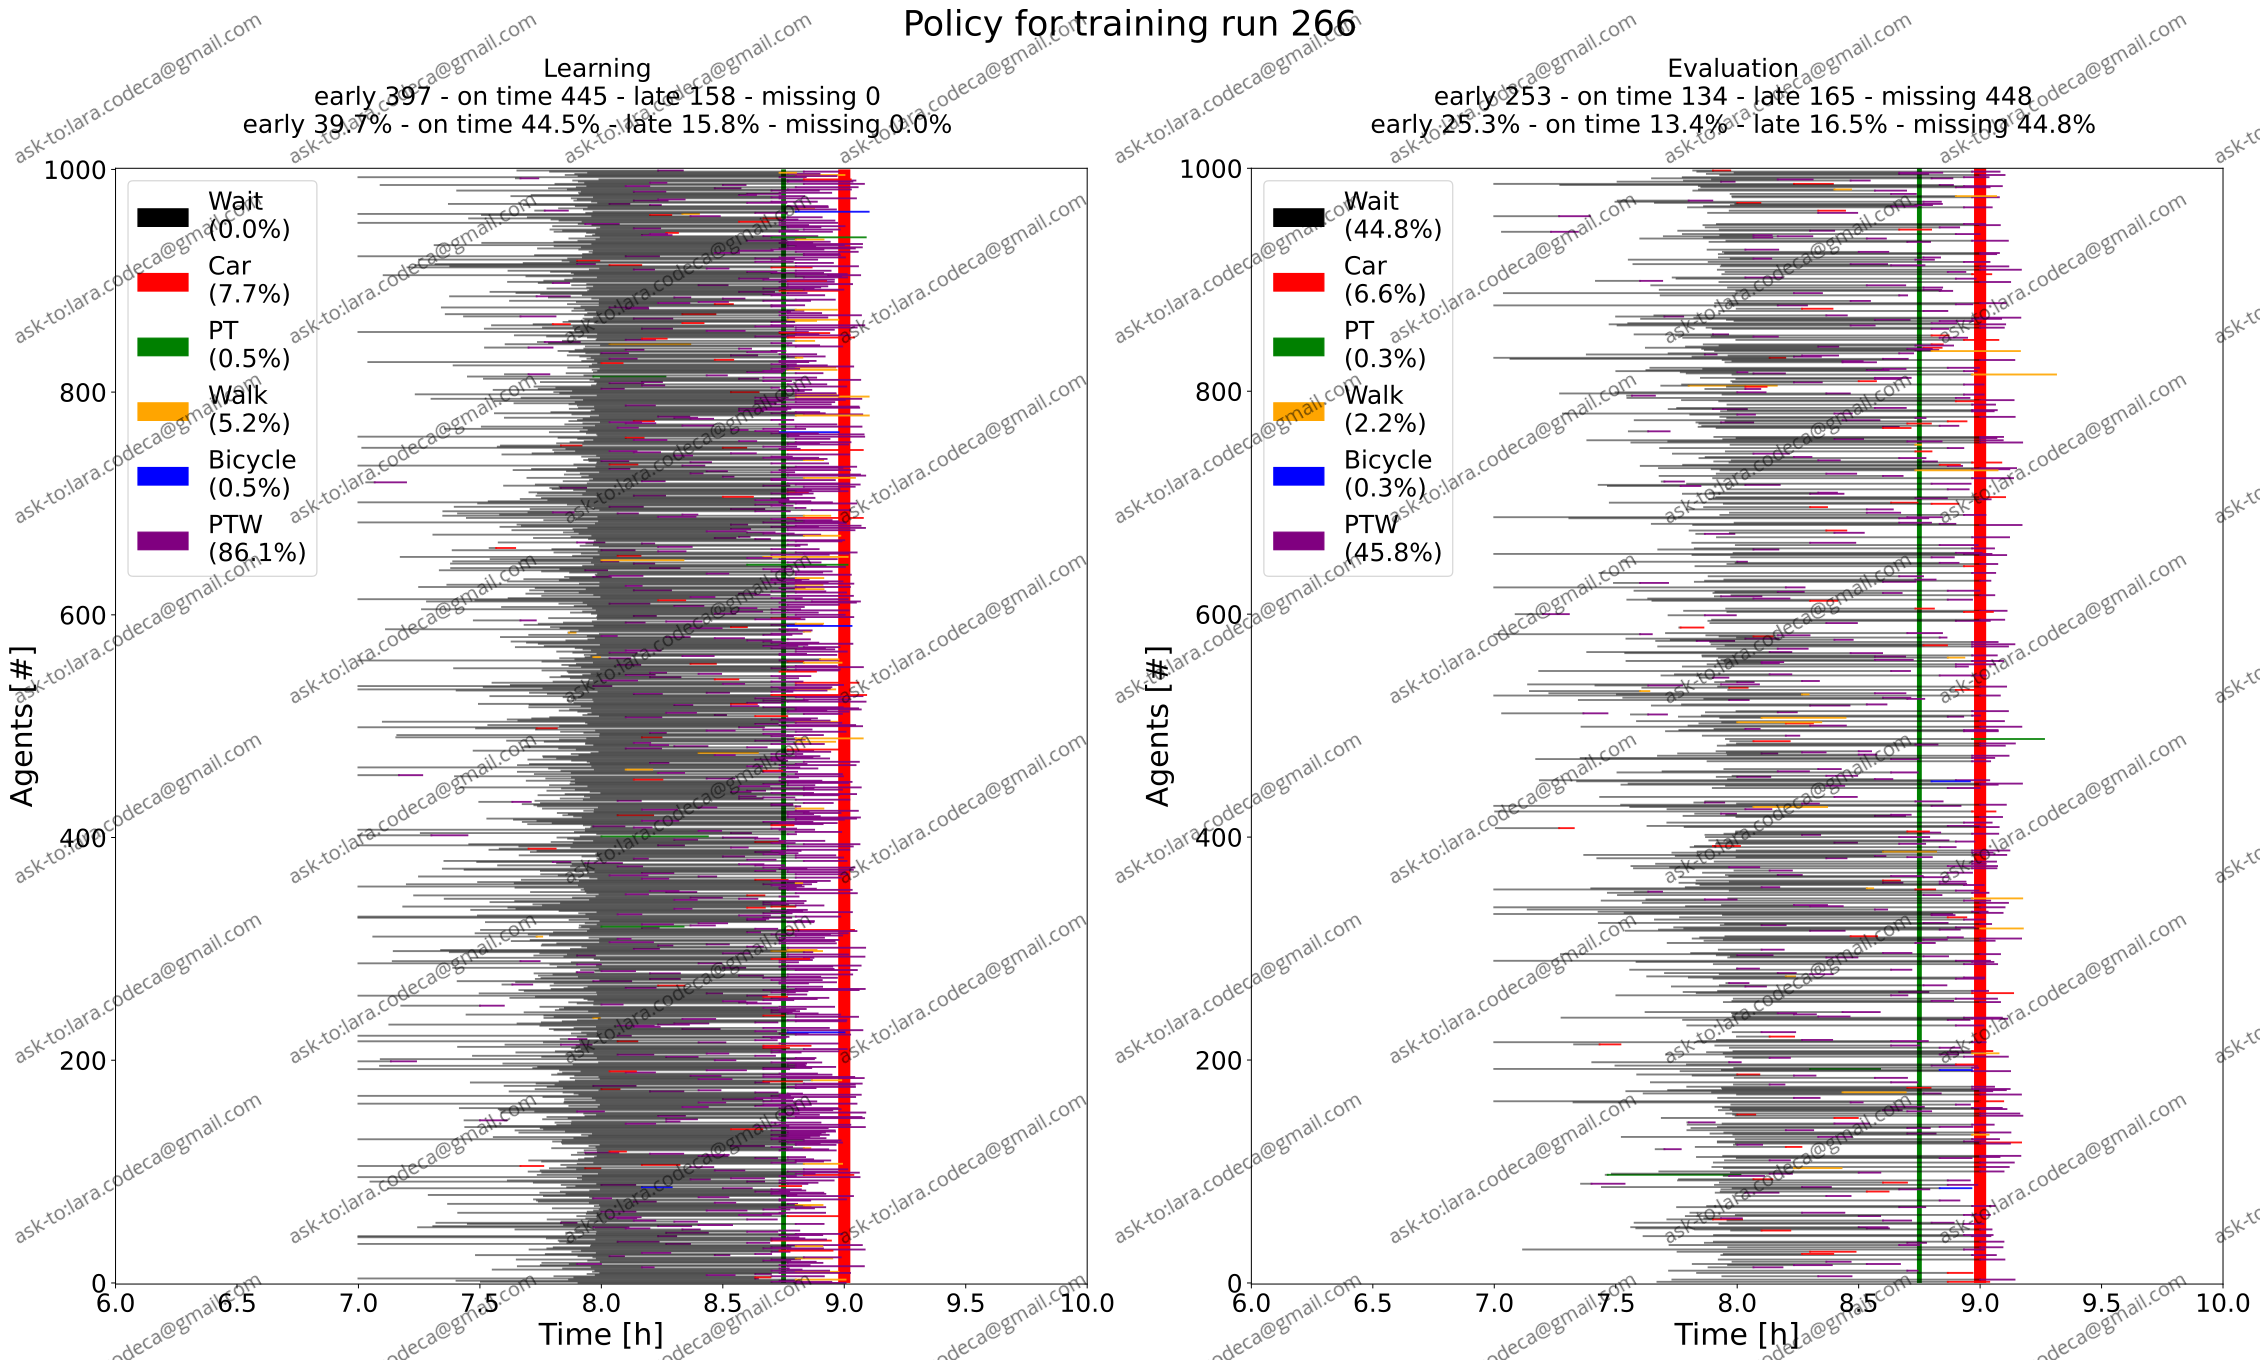 Policy for training run 266
Learning
early 397 - on time 445 - late 158 - missing 0
early 39.7% - on time 44.5% - late 15.8% - missing 0.0%
1000
800
600
400
200
0
Agents [#]
Wait
(0.0%)
Car
(7.7%)
PT
(0.5%)
Walk
(5.2%)
Bicycle
(0.5%)
PTW
(86.1%)
6.0 6.5 7.0 7.5 8.0 8.5 9.0 9.5 10.0
Time [h]
Evaluation
early 253 - on time 134 - late 165 - missing 448
early 25.3% - on time 13.4% - late 16.5% - missing 44.8%
1000
800
600
400
200
0
Agents [#]
Wait
(44.8%)
Car
(6.6%)
PT
(0.3%)
Walk
(2.2%)
Bicycle
(0.3%)
PTW
(45.8%)
6.0 6.5 7.0 7.5 8.0 8.5 9.0 9.5 10.0
Time [h]
ask-to:lara.codeca@gmail.com